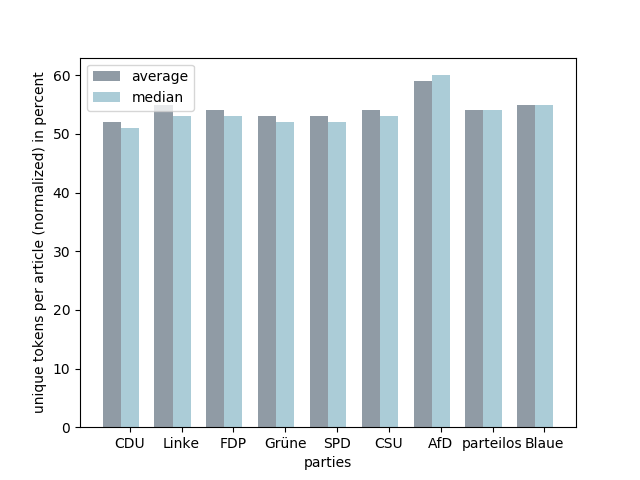 average
median
unique tokens per article (normalized) in percent
60
50
40
30
20
10
0
CDU Linke FDP Grüne SPD CSU AfD parteilos Blaue
parties